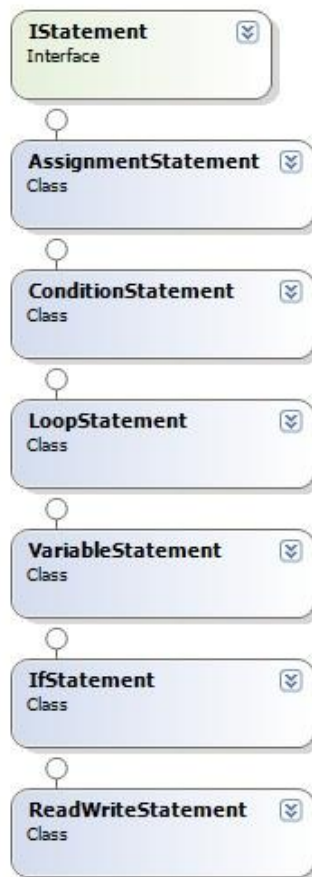 IStatement
Interface
AssignmentStatement
Class
ConditionStatement
Class
LoopStatement
Class
VariableStatement
Class
IfStatement
Class
ReadWriteStatement
Class